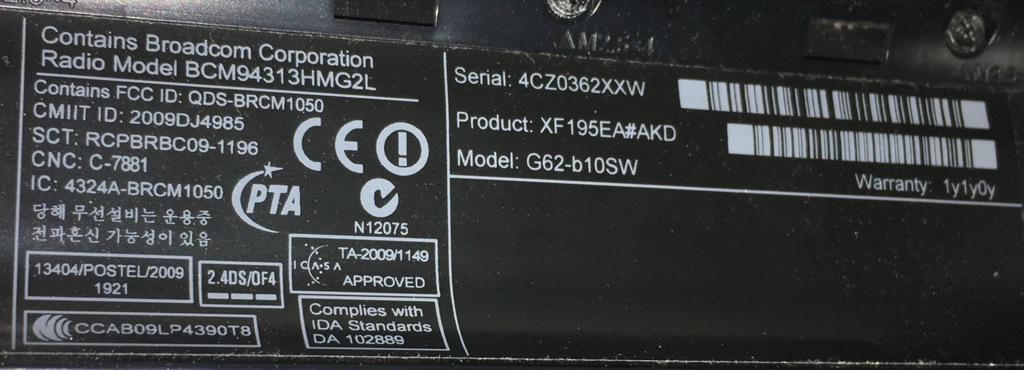 Contains Broadcom Corporation
Radio Model BCM94313HMG2L
Contains FCC ID: QDS-BRCM1050
CMIIT ID: 2009DJ4985
SCT: RCPBRBC09-1196
CNC: C-7881
IC: 4324A-BRCM1050
당해 무선설비는 운용중
전파혼신 가능성이 있음
CE
PTA
N12075
13404/POSTEL/2009
1921
2.4DS/OF4
ICASA
TA-2009/1149
APPROVED
CCAB09LP4390T8
Complies with
IDA Standards
DA 102889
Serial: 4CZ0362XXW
Product: XF195EA#AKD
Model: G62-b10SW
Warranty: 1y1y0y